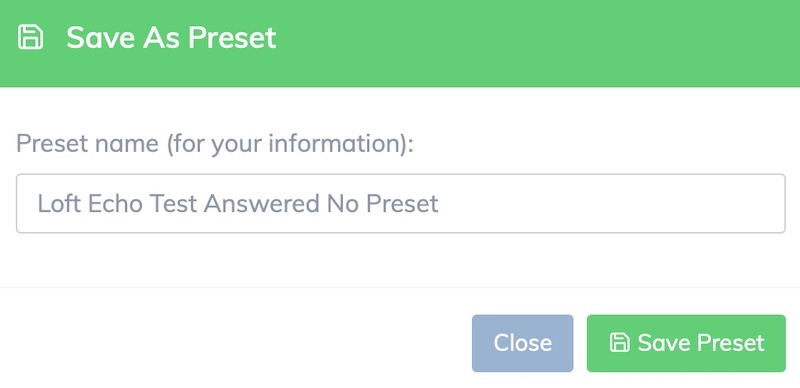 Save As Preset
Preset name (for your information):
Loft Echo Test Answered No Preset
Close
Save Preset